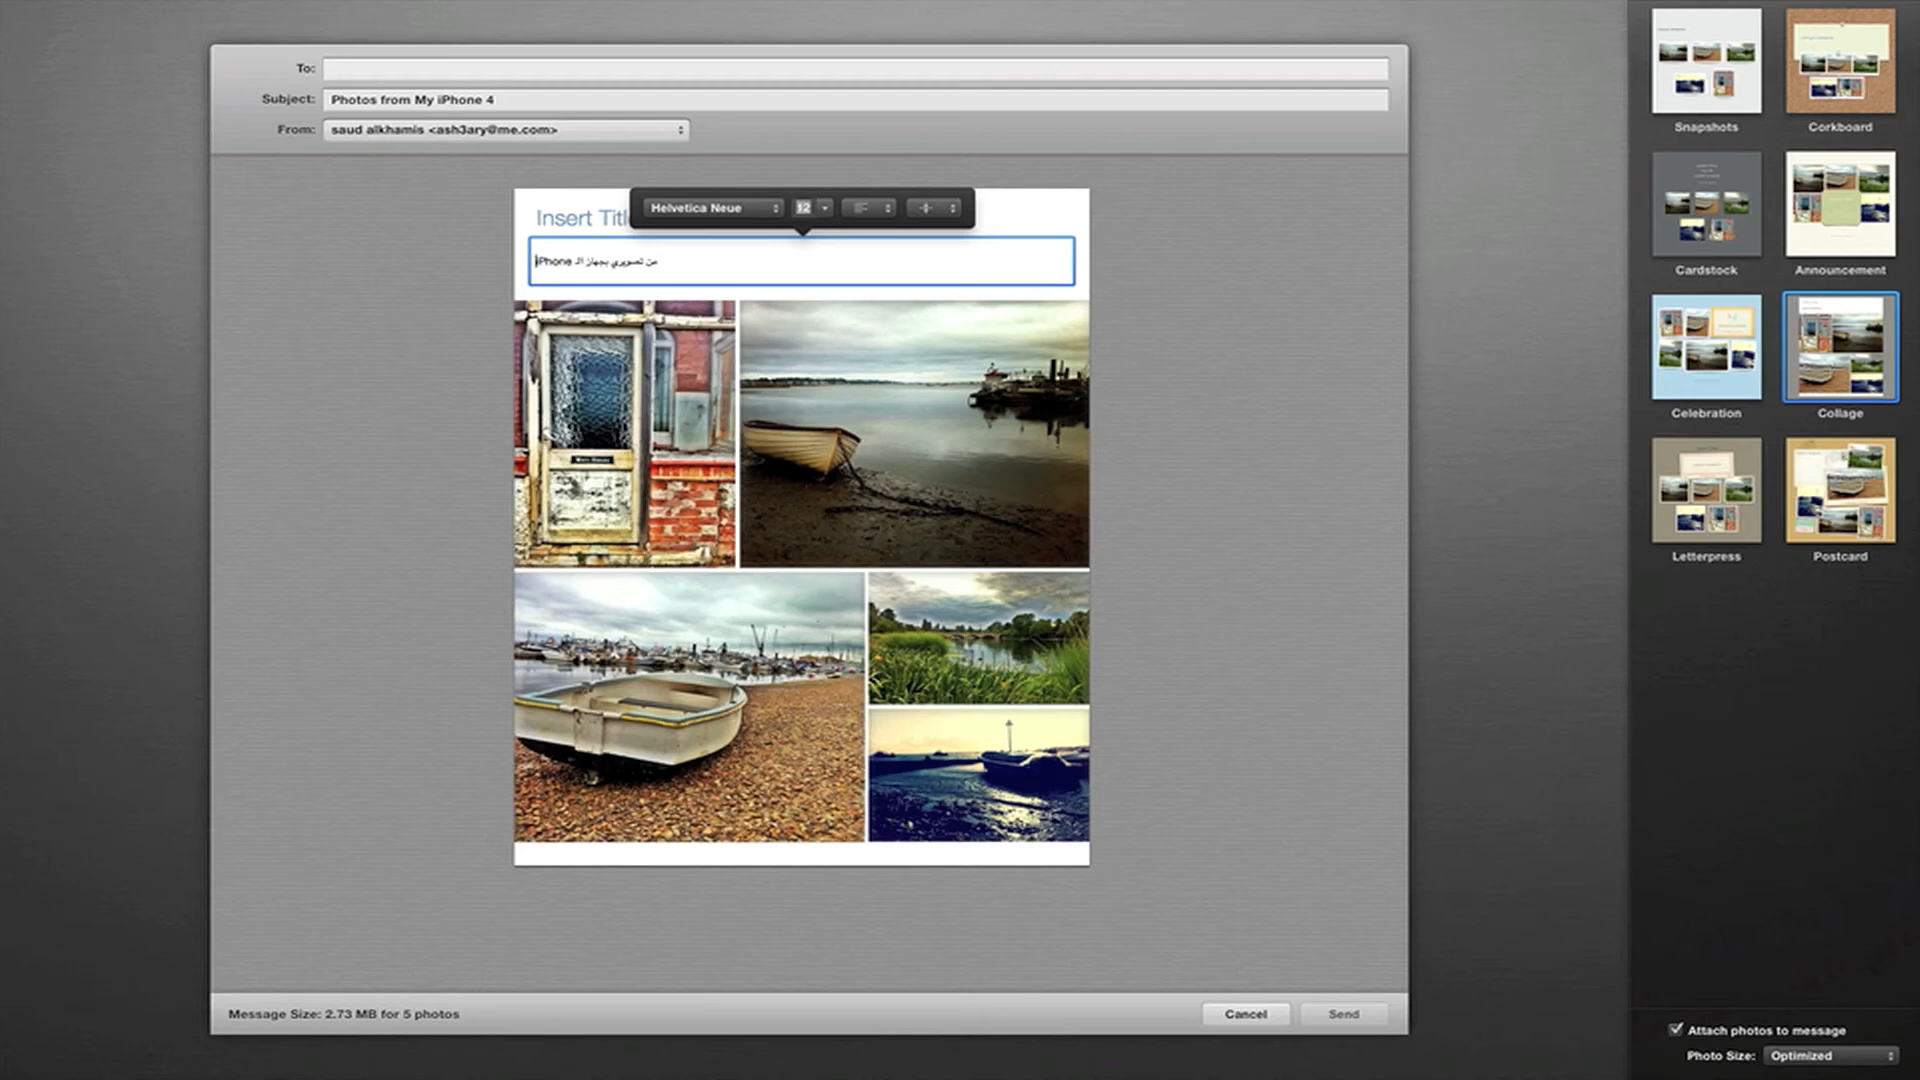 To:
Subject: Photos from My iPhone 4
From: saud alkhamis <ash3ary@me.com>
Helvetica Neue 12
Insert Titl
من تصويري بجهاز الـ iPhone
Message Size: 2.73 MB for 5 photos
Cancel Send
Snapshots Corkboard
Cardstock Announcement
Celebration Collage
Letterpress Postcard
Attach photos to message
Photo Size: Optimized